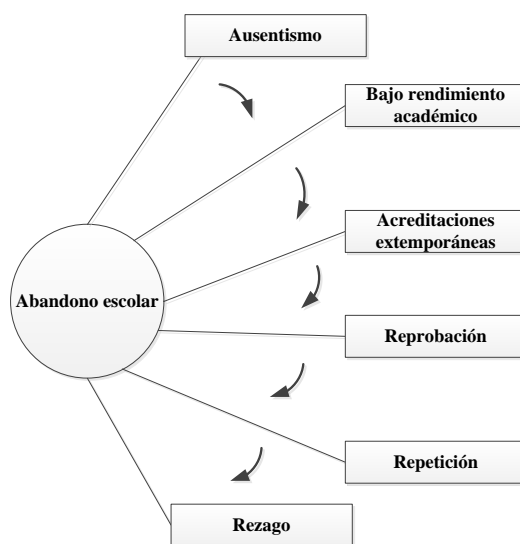 Ausentismo
Bajo rendimiento
académico
Acreditaciones
extemporáneas
Abandono escolar
Reprobación
Repetición
Rezago